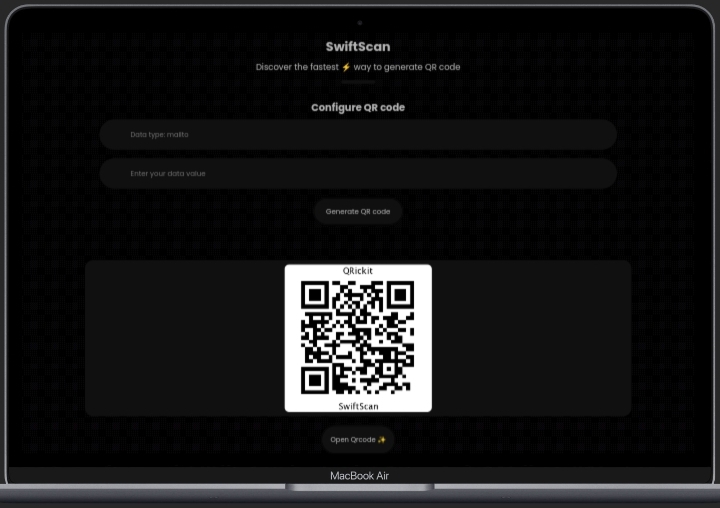 SwiftScan
Discover the fastest ⚡ way to generate QR code
Configure QR code
Data type: mailto
Enter your data value
Generate QR code
QRickit
SwiftScan
Open Qrcode ✨
MacBook Air